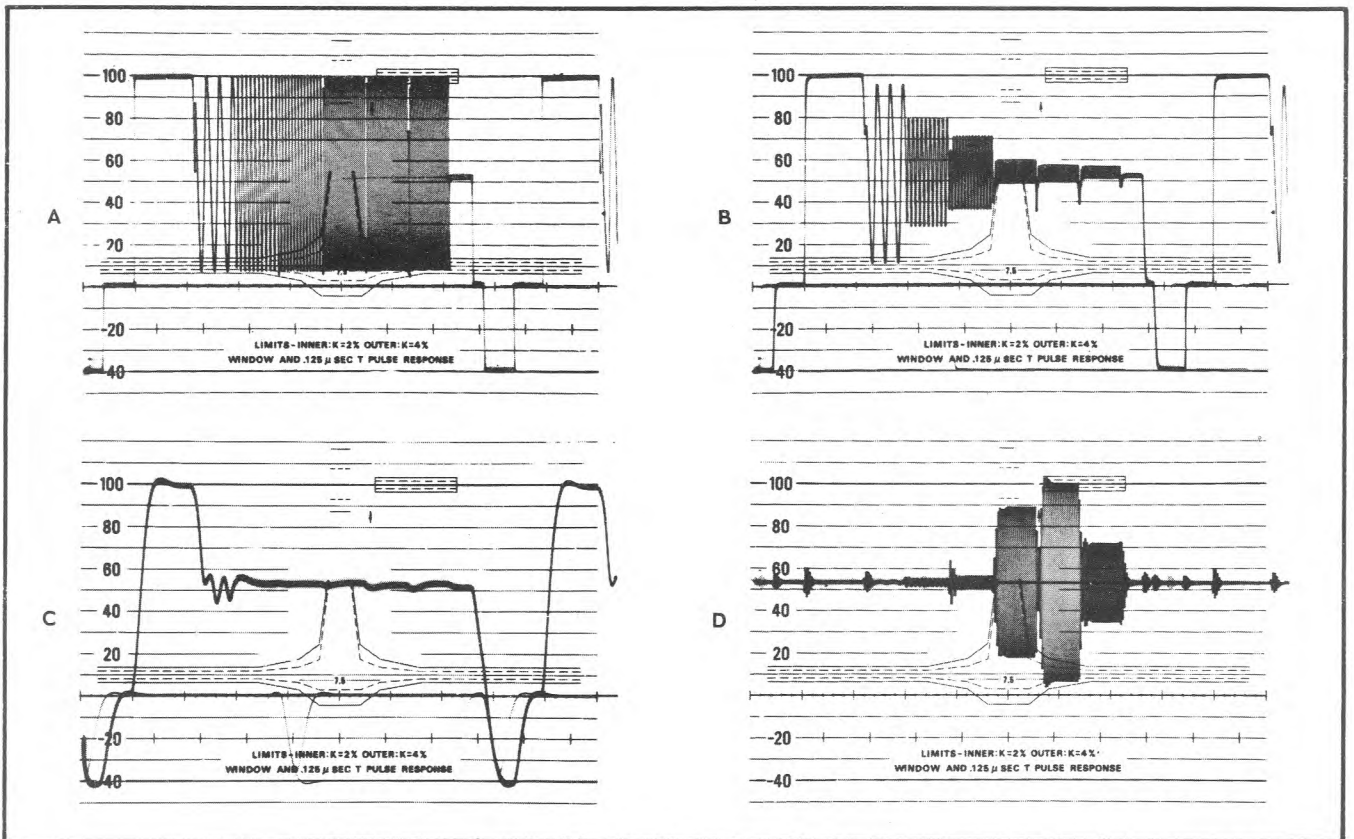 A
100
80
60
40
20
7.5
-20
40
LIMITS-INNER:K=2% OUTER:K=4%
WINDOW AND .125 µ SEC T PULSE RESPONSE
B
100
80
60
40
20
7.5
-20
40
LIMITS-INNER:K=2% OUTER:K=4%
WINDOW AND .125 µ SEC T PULSE RESPONSE
C
100
80
60
40
20
7.5
-20
40
LIMITS-INNER:K=2% OUTER:K=4%
WINDOW AND .125 µ SEC T PULSE RESPONSE
D
100
80
60
40
20
7.5
-20
-40
LIMITS-INNER:K=2% OUTER:K=4%
WINDOW AND .125 µ SEC T PULSE RESPONSE